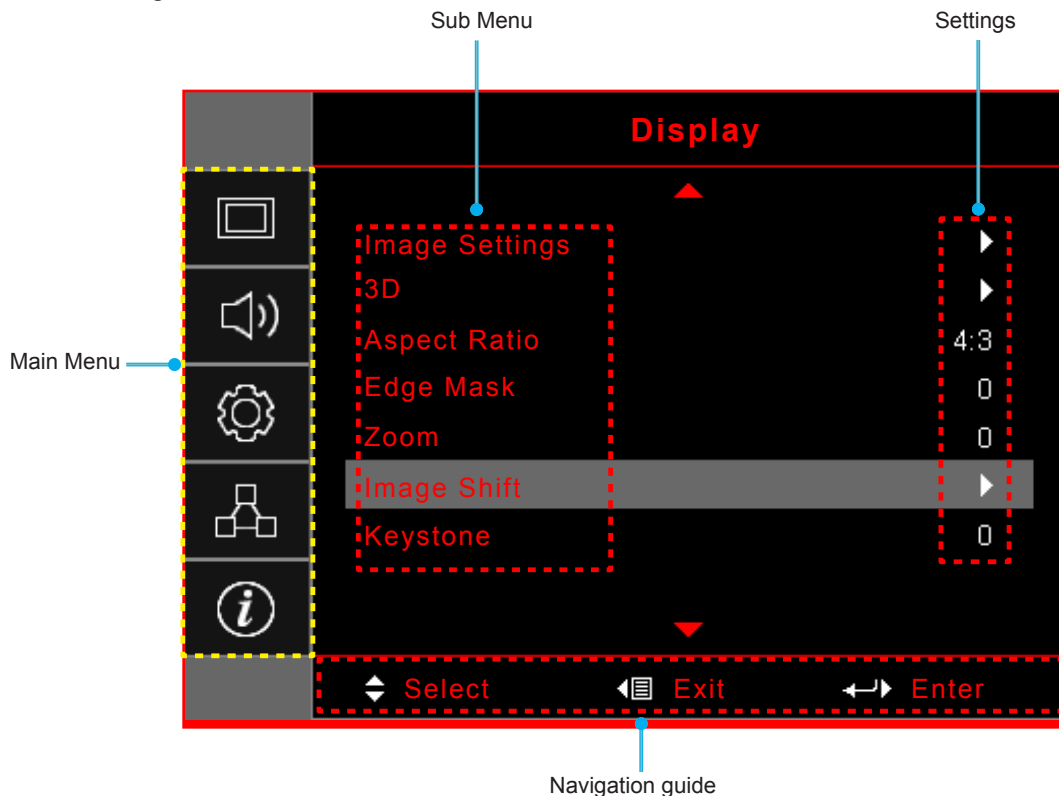 Sub Menu
Settings
Display
Image Settings
3D
Aspect Ratio 4:3
Edge Mask 0
Zoom 0
Image Shift
Keystone 0
Main Menu
Select Exit Enter
Navigation guide